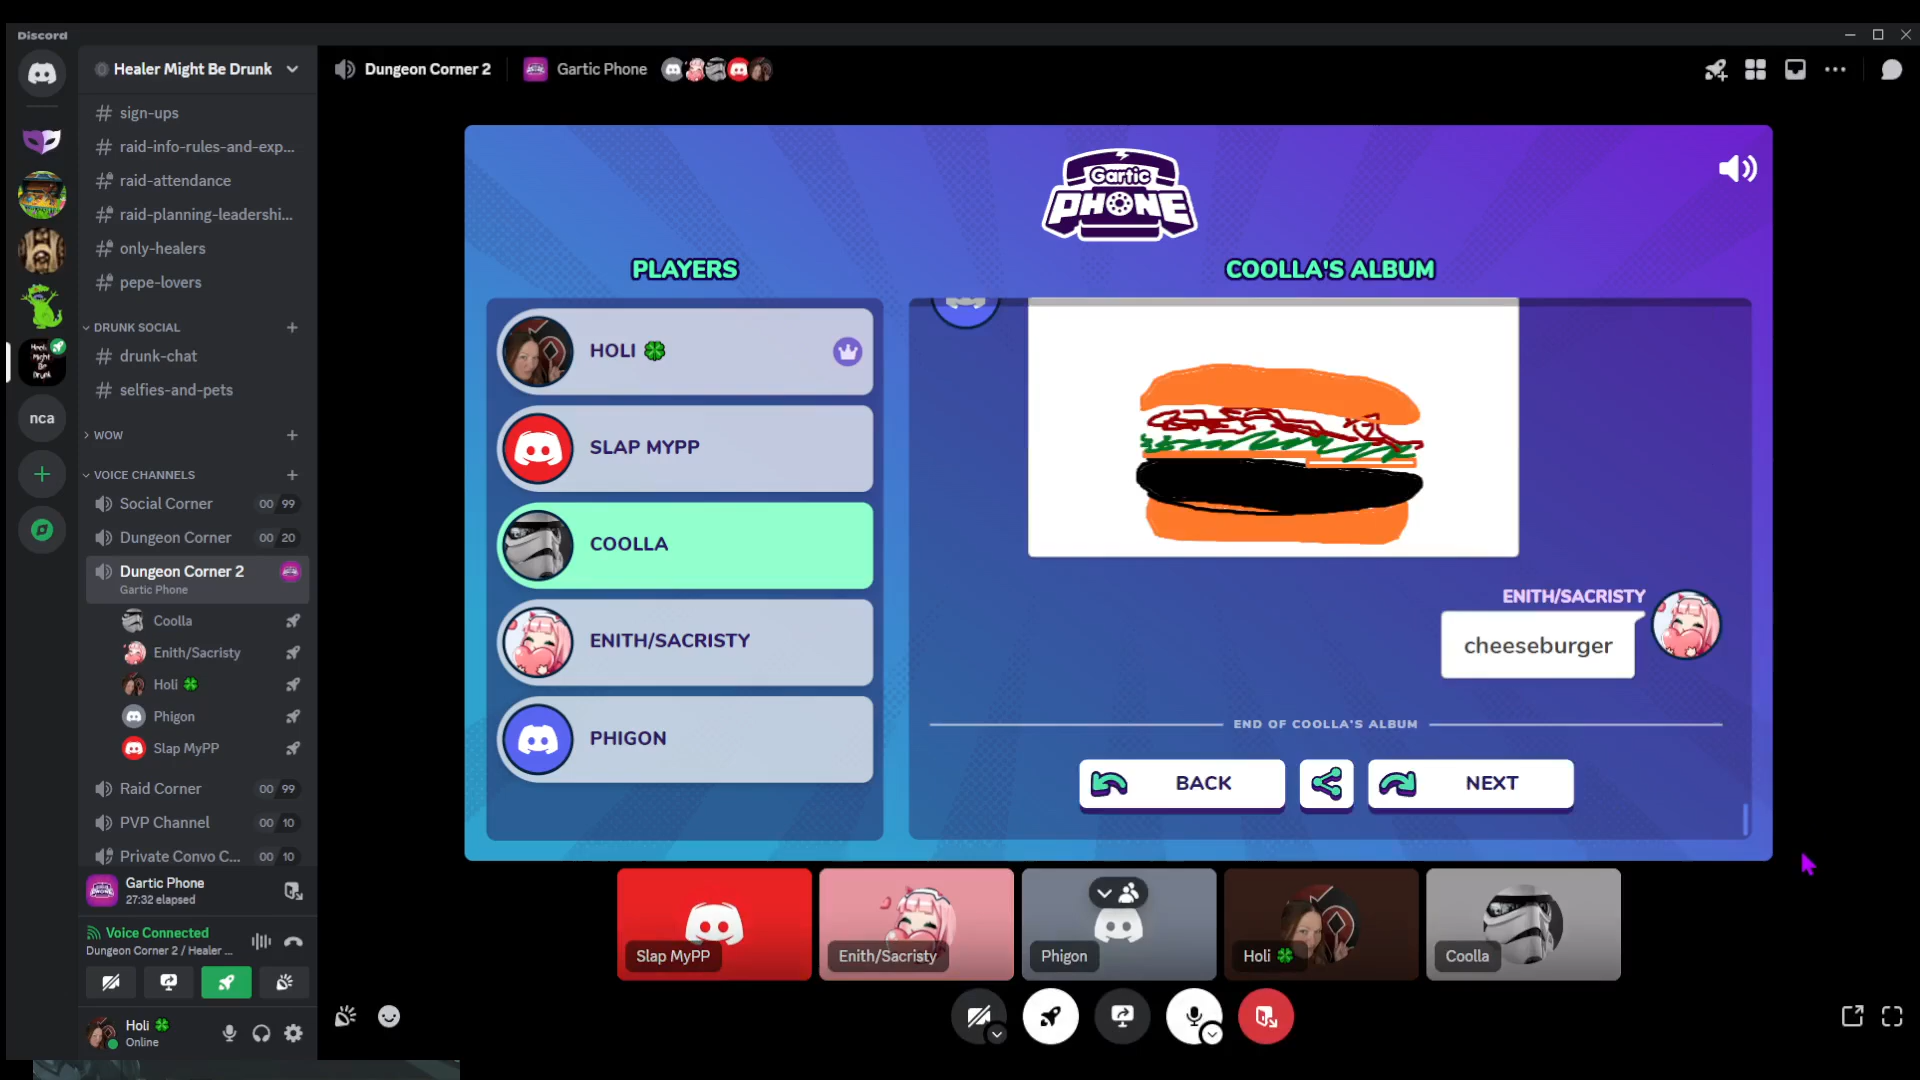 Discord
Healer Might Be Drunk
sign-ups
raid-info-rules-and-exp...
raid-attendance
raid-planning-leadershi...
only-healers
pepe-lovers
DRUNK SOCIAL
drunk-chat
selfies-and-pets
nca
WOW
VOICE CHANNELS
Social Corner 00 99
Dungeon Corner 00 20
Dungeon Corner 2
Gartic Phone
Coolla
Enith/Sacristy
Holi
Phigon
Slap MyPP
Raid Corner 00 99
PVP Channel 00 10
Private Convo C... 00 10
Gartic Phone
27:32 elapsed
Voice Connected
Dungeon Corner 2 / Healer ...
Holi
Online
Dungeon Corner 2
Gartic Phone
Gartic
PHONE
PLAYERS
HOLI
SLAP MYPP
COOLLA
ENITH/SACRISTY
PHIGON
COOLLA'S ALBUM
ENITH/SACRISTY
cheeseburger
END OF COOLLA'S ALBUM
BACK
NEXT
Slap MyPP
Enith/Sacristy
Phigon
Holi
Coolla